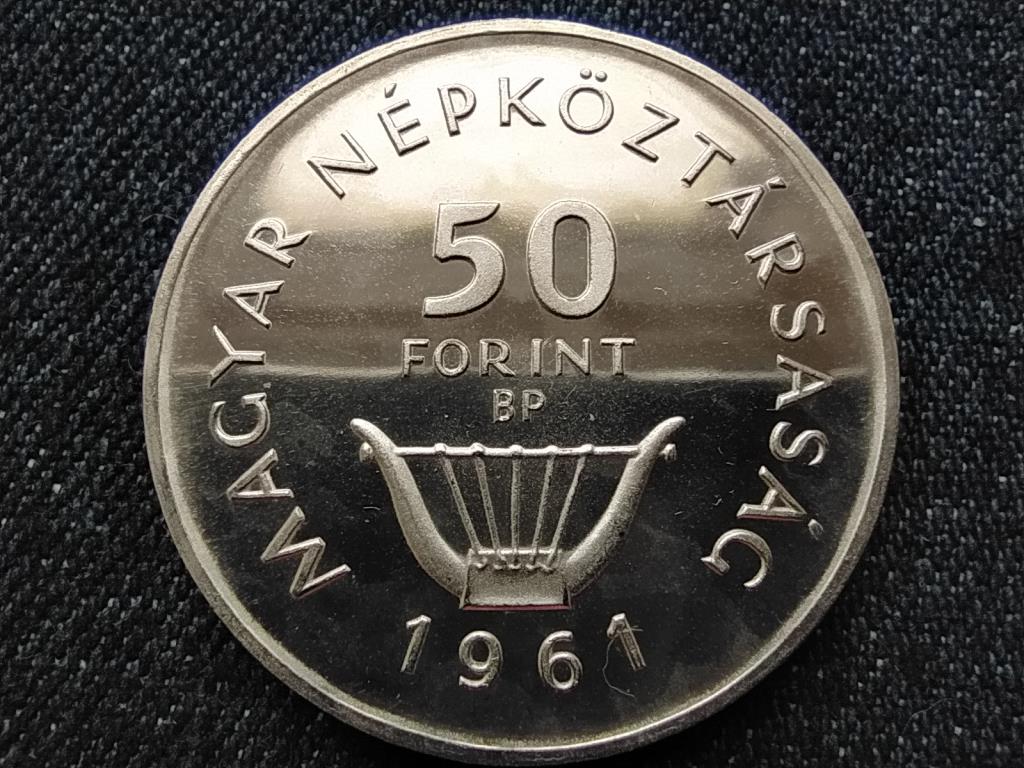 MAGYAR NÉPKÖZTÁRSASÁG
50
FORINT
BP
1961